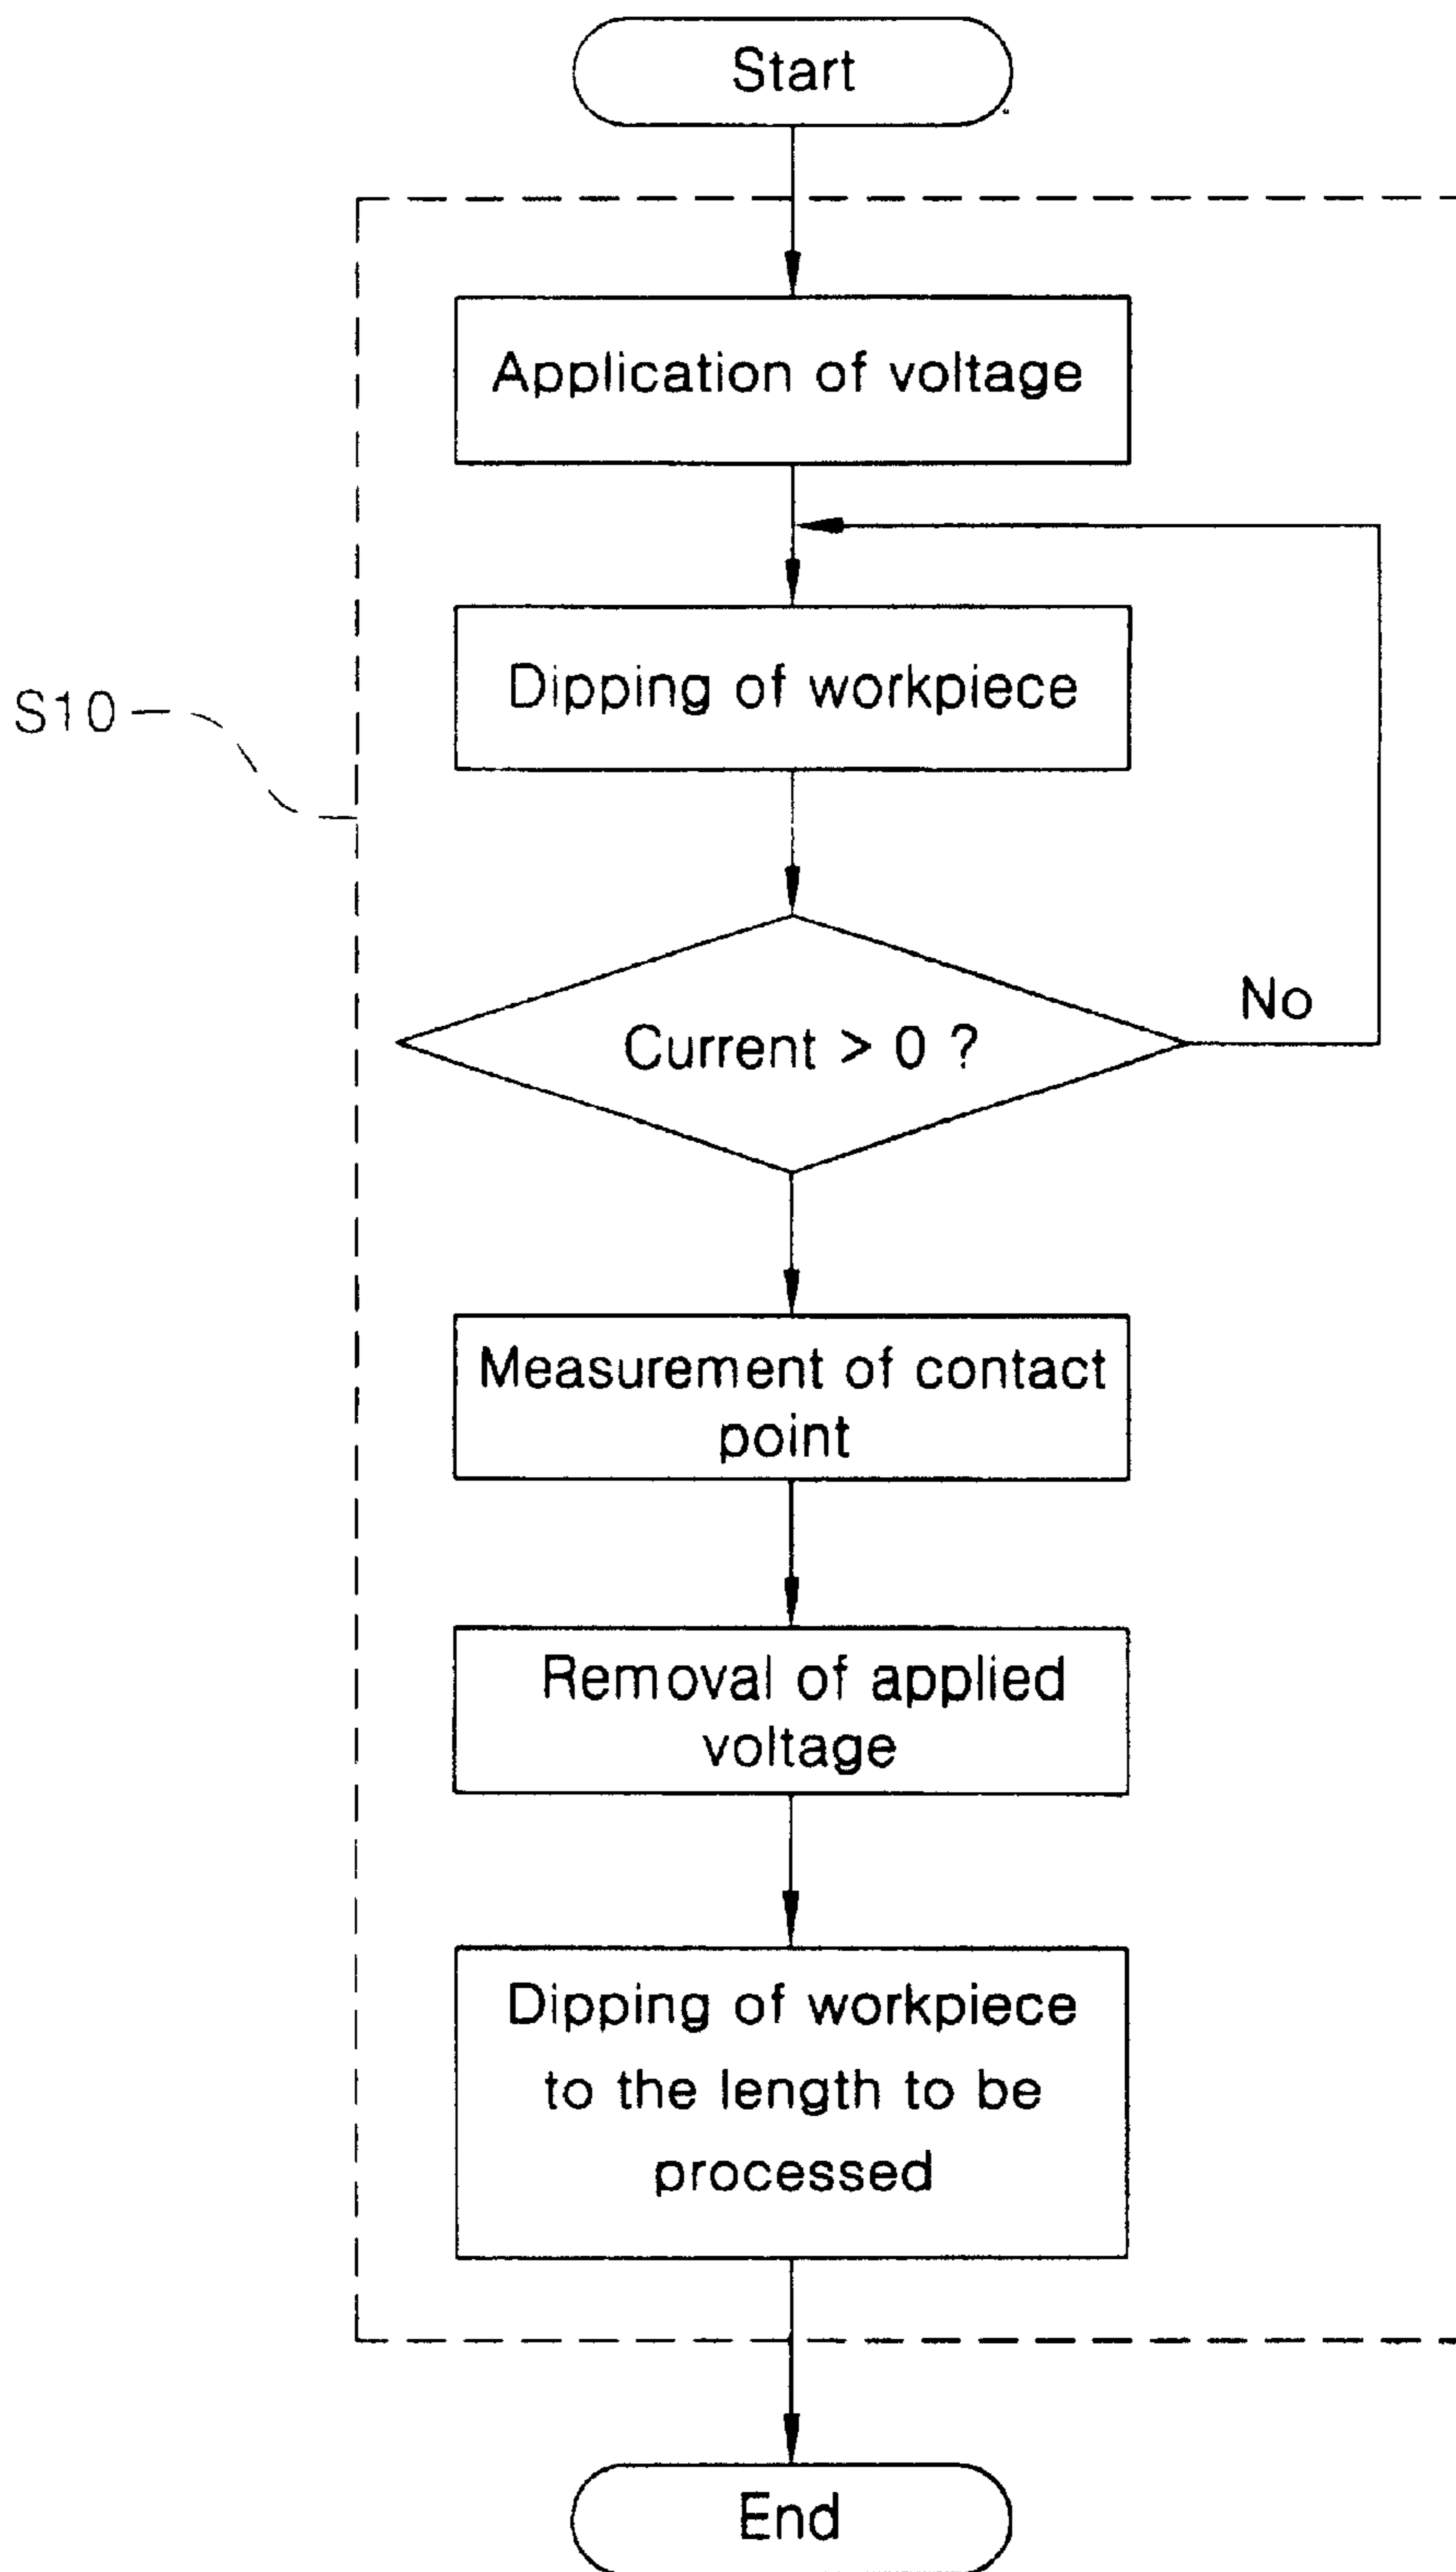 Start
Application of voltage
Dipping of workpiece
S10
No
Current > 0 ?
Measurement of contact
point
Removal of applied
voltage
Dipping of workpiece
to the length to be
processed
End